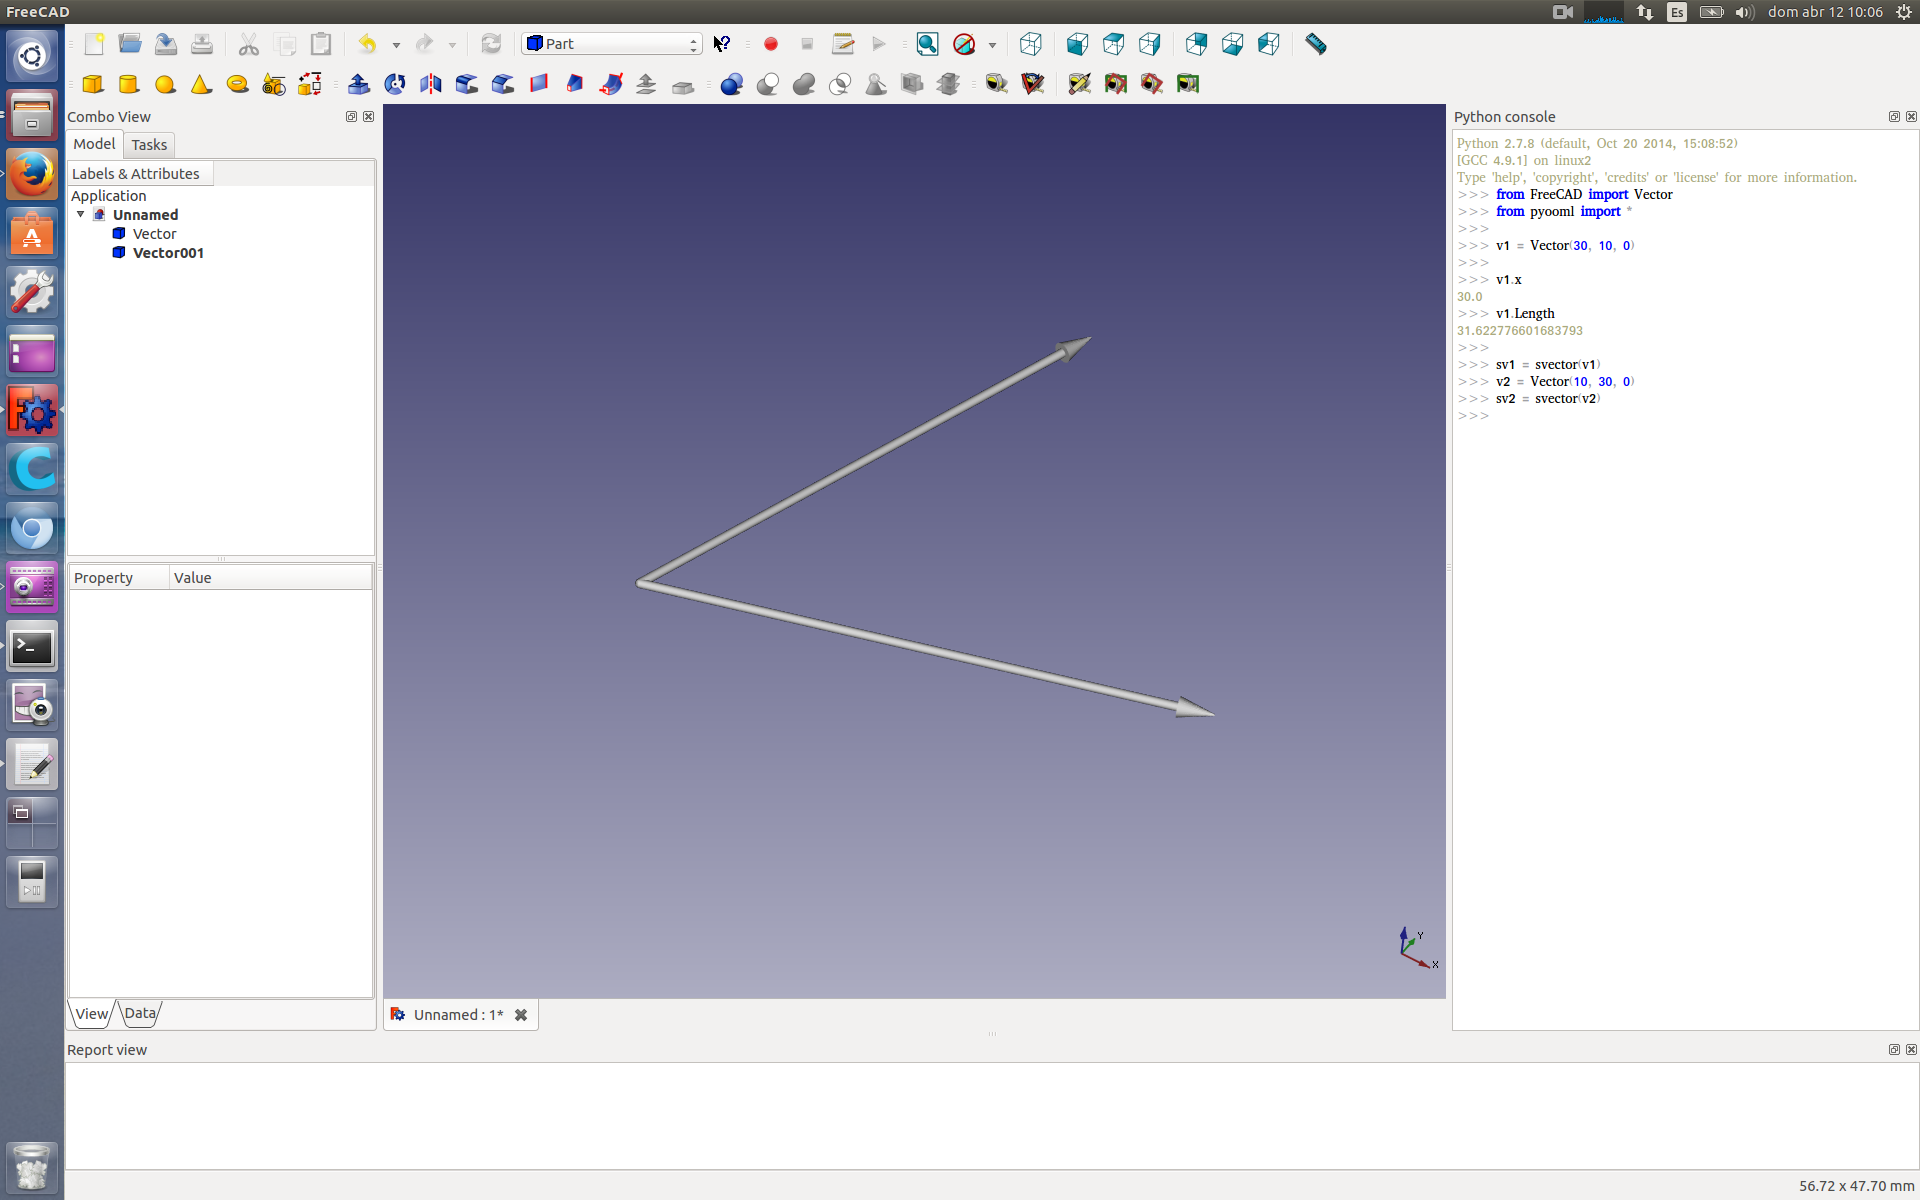 FreeCAD
Es
dom abr 12 10:06
Part
Combo View
Model
Tasks
Labels & Attributes
Application
Unnamed
Vector
Vector001
Property
Value
View
Data
Y
X
Unnamed : 1*
Python console
Python 2.7.8 (default, Oct 20 2014, 15:08:52)
[GCC 4.9.1] on linux2
Type 'help', 'copyright', 'credits' or 'license' for more information.
>>> from FreeCAD import Vector
>>> from pyooml import *
>>>
>>> v1 = Vector(30, 10, 0)
>>>
>>> v1.x
30.0
>>> v1.Length
31.622776601683793
>>>
>>> sv1 = svector(v1)
>>> v2 = Vector(10, 30, 0)
>>> sv2 = svector(v2)
>>>
Report view
56.72 x 47.70 mm